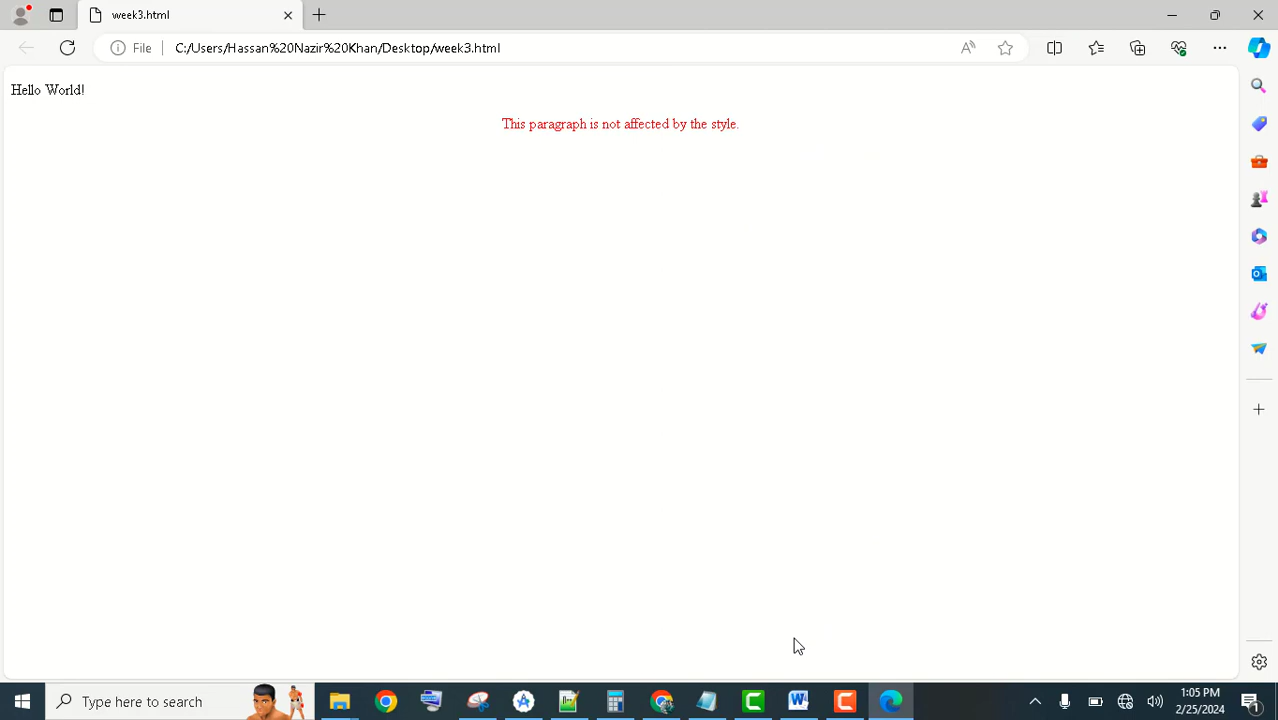 week3.html
File
C:/Users/Hassan%20Nazir%20Khan/Desktop/week3.html
Hello World!
This paragraph is not affected by the style.
Type here to search
1:05 PM
2/25/2024
1